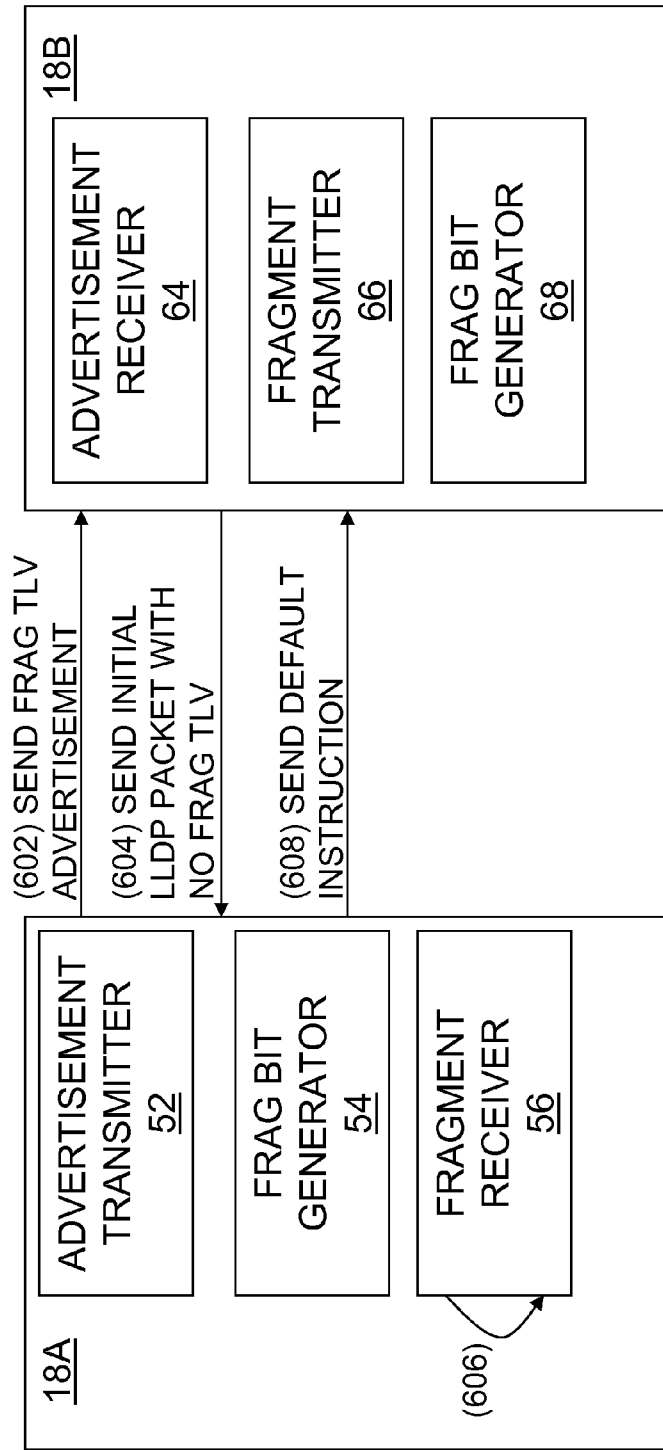 18A
ADVERTISEMENT
TRANSMITTER
52
FRAG BIT
GENERATOR
54
FRAGMENT
RECEIVER
56
(606)
(602) SEND FRAG TLV
ADVERTISEMENT
(604) SEND INITIAL
LLDP PACKET WITH
NO FRAG TLV
(608) SEND DEFAULT
INSTRUCTION
18B
ADVERTISEMENT
RECEIVER
64
FRAGMENT
TRANSMITTER
66
FRAG BIT
GENERATOR
68